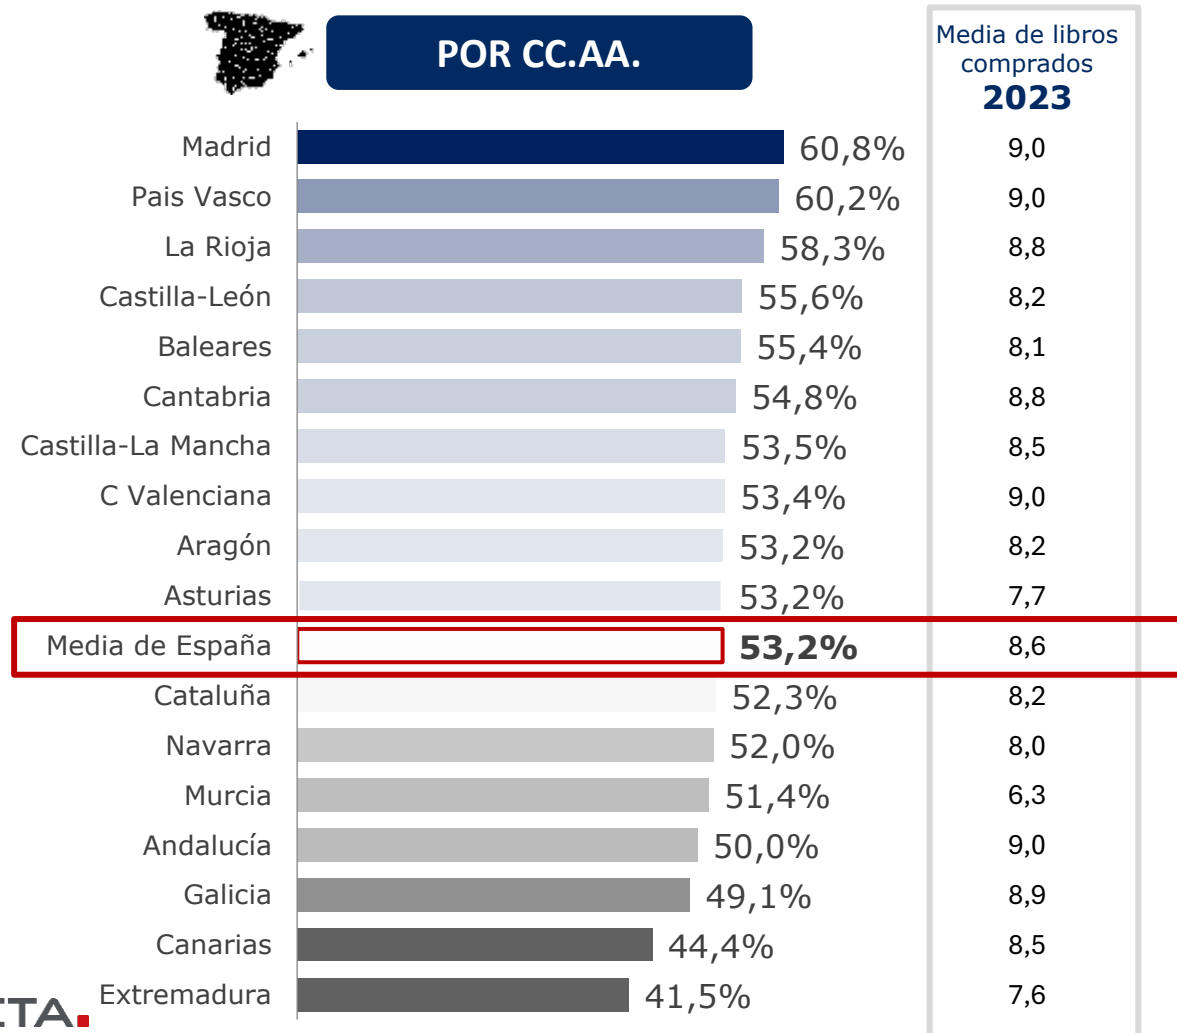 POR CC.AA.
Media de libros
comprados
2023
Madrid 60,8% 9,0
Pais Vasco 60,2% 9,0
La Rioja 58,3% 8,8
Castilla-León 55,6% 8,2
Baleares 55,4% 8,1
Cantabria 54,8% 8,8
Castilla-La Mancha 53,5% 8,5
C Valenciana 53,4% 9,0
Aragón 53,2% 8,2
Asturias 53,2% 7,7
Media de España 53,2% 8,6
Cataluña 52,3% 8,2
Navarra 52,0% 8,0
Murcia 51,4% 6,3
Andalucía 50,0% 9,0
Galicia 49,1% 8,9
Canarias 44,4% 8,5
Extremadura 41,5% 7,6